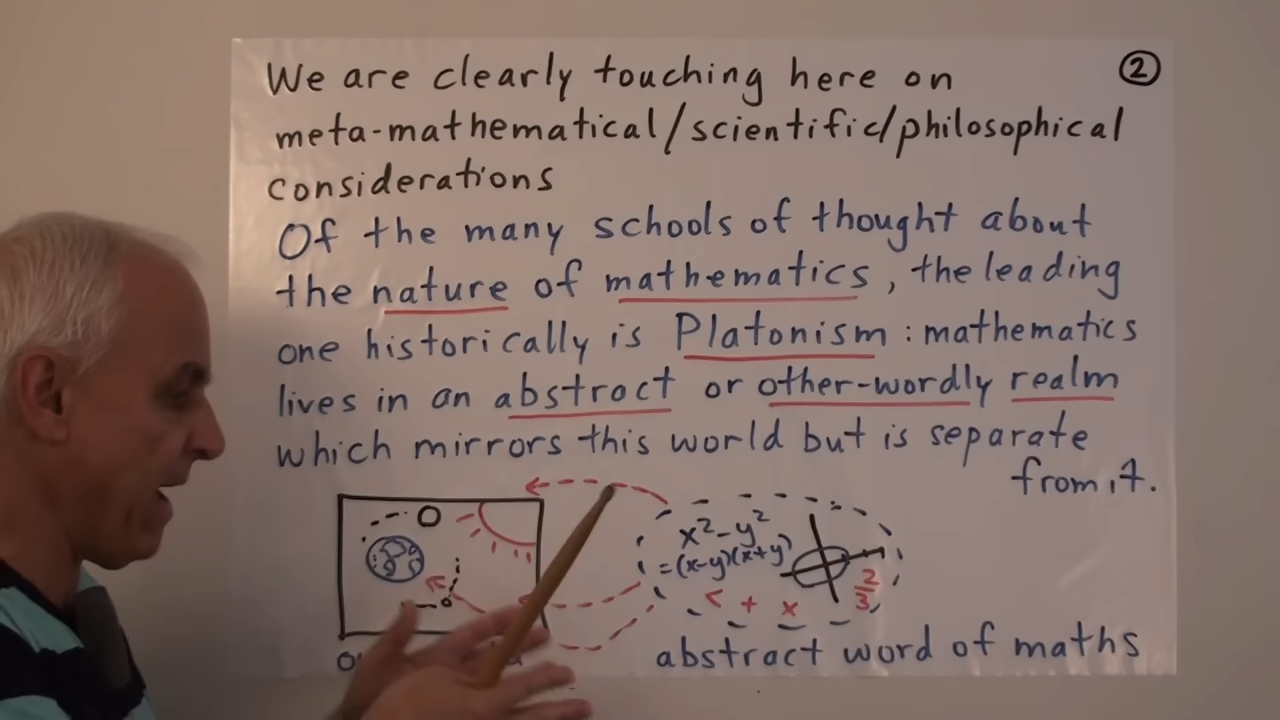 We are clearly touching here on
②
meta-mathematical/scientific/philosophical
considerations
Of the many schools of thought about
the nature of mathematics, the leading
one historically is Platonism: mathematics
lives in an abstract or other-wordly realm
which mirrors this world but is separate
from it.
x² - y²
= (x-y)(x+y)
2/3
< + x
abstract word of maths